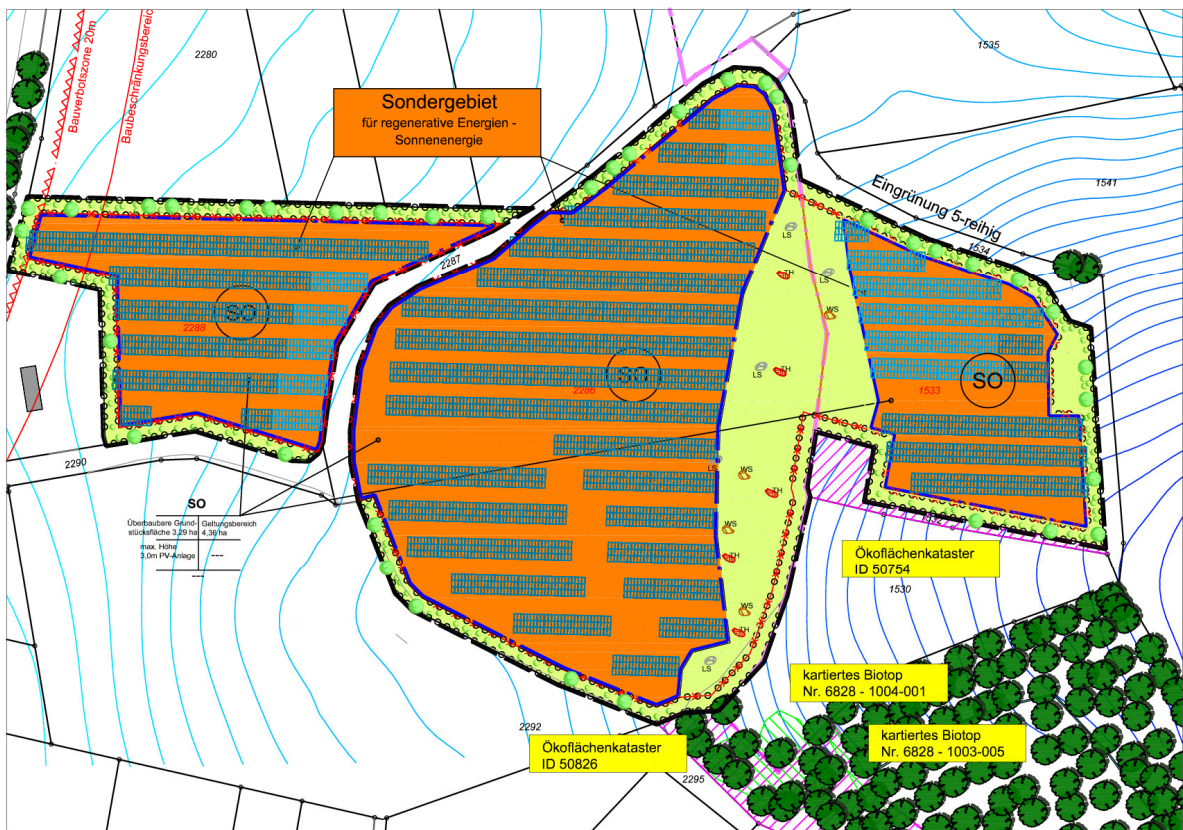 Bauverbotszone 20m
Baubeschränkungsbereich
2280
1535
Sondergebiet
für regenerative Energien -
Sonnenenergie
1541
Eingrünung 5-reihig
1534
LS
2287
LS
TH
TH
WS
SO
2288
SO
2286
LS
TH
SO
1533
LS
WS
TH
2290
SO
Überbaubare Grund-
stücksfläche 3,29 ha
Geltungsbereich
4,36 ha
max. Höhe
3,0m PV-Anlage
---
---
WS
TH
1532
Ökoflächenkataster
ID 50754
1530
WS
TH
LS
kartiertes Biotop
Nr. 6828 - 1004-001
2292
kartiertes Biotop
Nr. 6828 - 1003-005
Ökoflächenkataster
ID 50826
2295